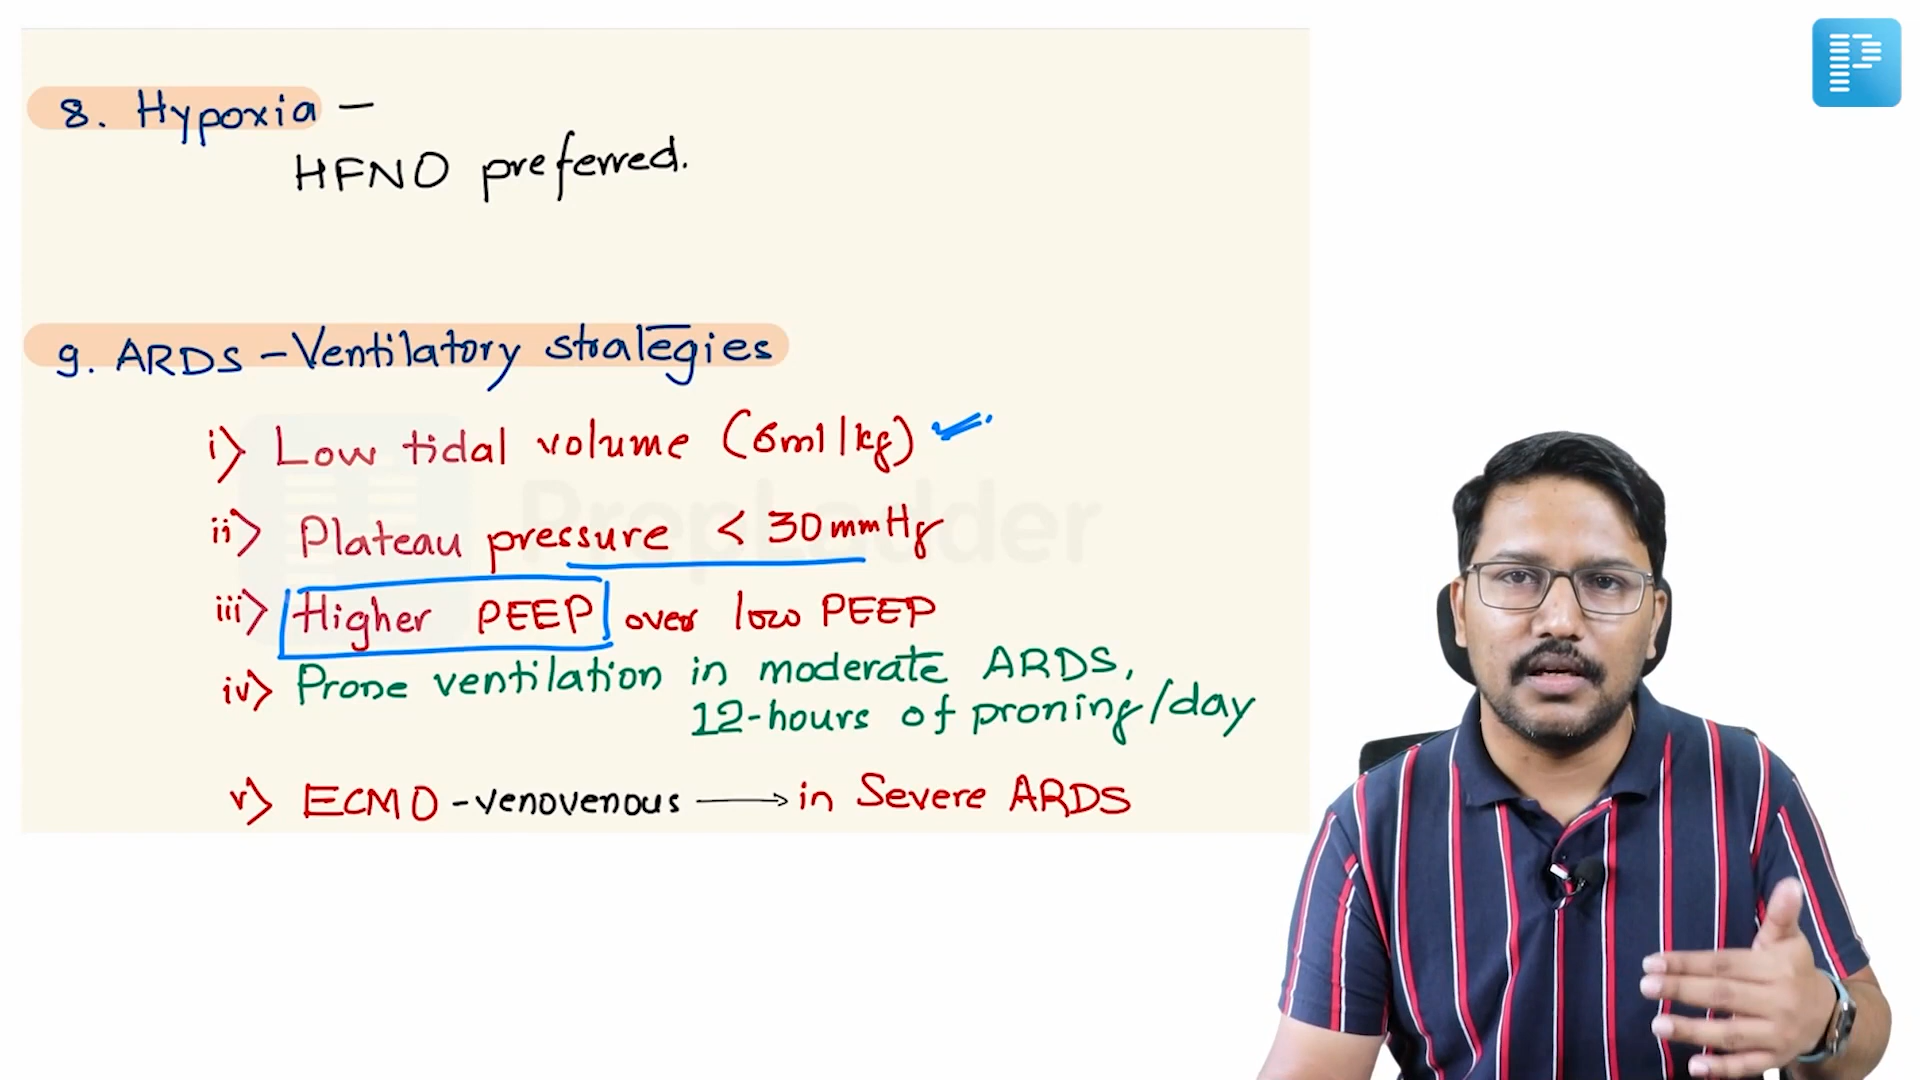 8. Hypoxia –
HFNO preferred.
9. ARDS – Ventilatory strategies
i) Low tidal volume (6ml/kg)
ii) Plateau pressure < 30mmHg
iii) Higher PEEP over low PEEP
iv) Prone ventilation in moderate ARDS,
12-hours of proning/day
v) ECMO - venovenous → in Severe ARDS
PrepLadder